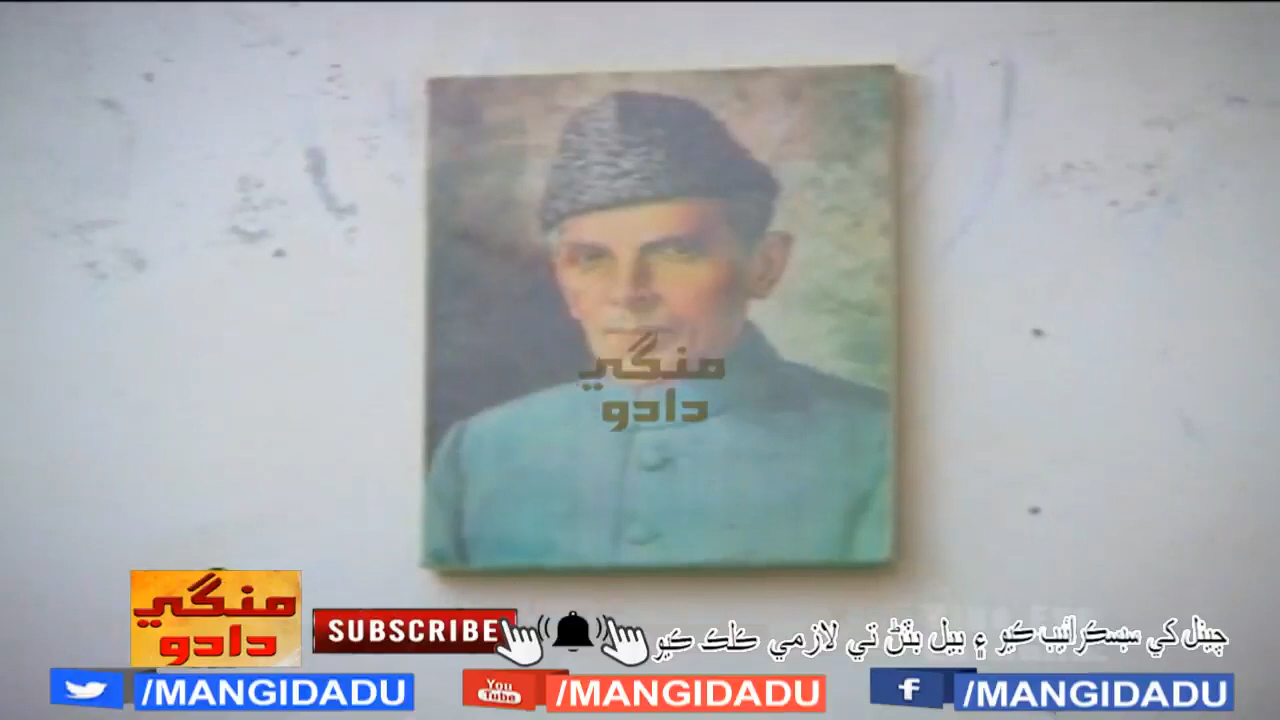 منگي
دادو
منگي
دادو
SUBSCRIBE
چينل کي سبسڪرائيب ڪيو ۽ بيل بٽڻ تي لازمي ڪلڪ ڪيو
/MANGIDADU
You
Tube
/MANGIDADU
f
/MANGIDADU